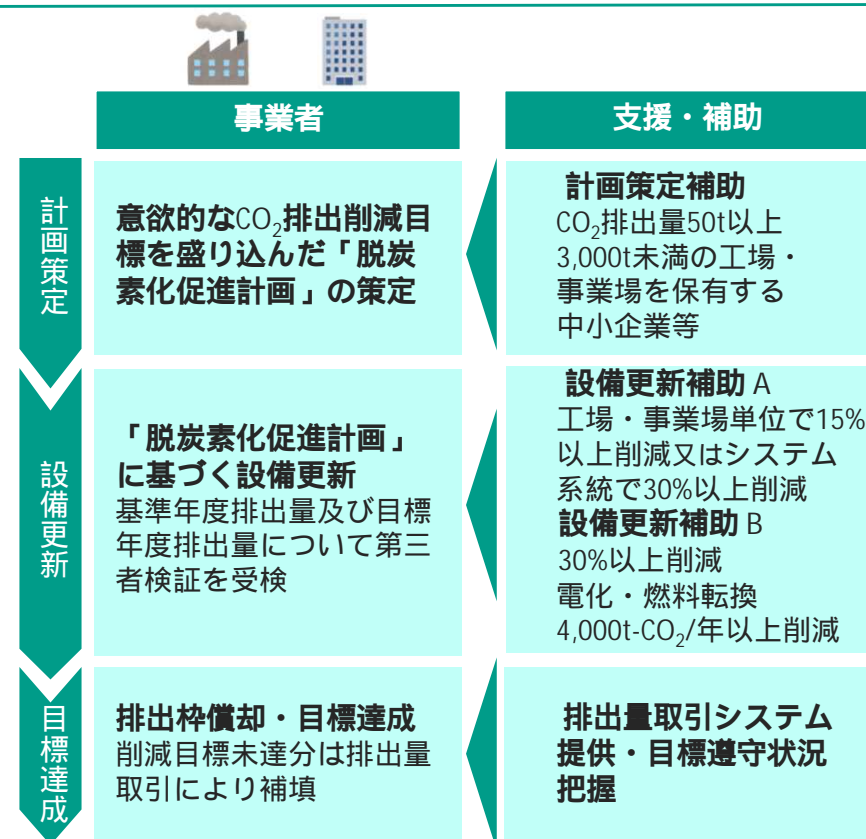 事業者
支援・補助
計画策定
意欲的なCO₂排出削減目
標を盛り込んだ「脱炭
素化促進計画」の策定
計画策定補助
CO₂排出量50t以上
3,000t未満の工場・
事業場を保有する
中小企業等
設備更新
「脱炭素化促進計画」
に基づく設備更新
基準年度排出量及び目標
年度排出量について第三
者検証を受検
設備更新補助 A
工場・事業場単位で15%
以上削減又はシステム
系統で30%以上削減
設備更新補助 B
30%以上削減
電化・燃料転換
4,000t-CO₂/年以上削減
目標達成
排出枠償却・目標達成
削減目標未達分は排出量
取引により補填
排出量取引システム
提供・目標遵守状況
把握